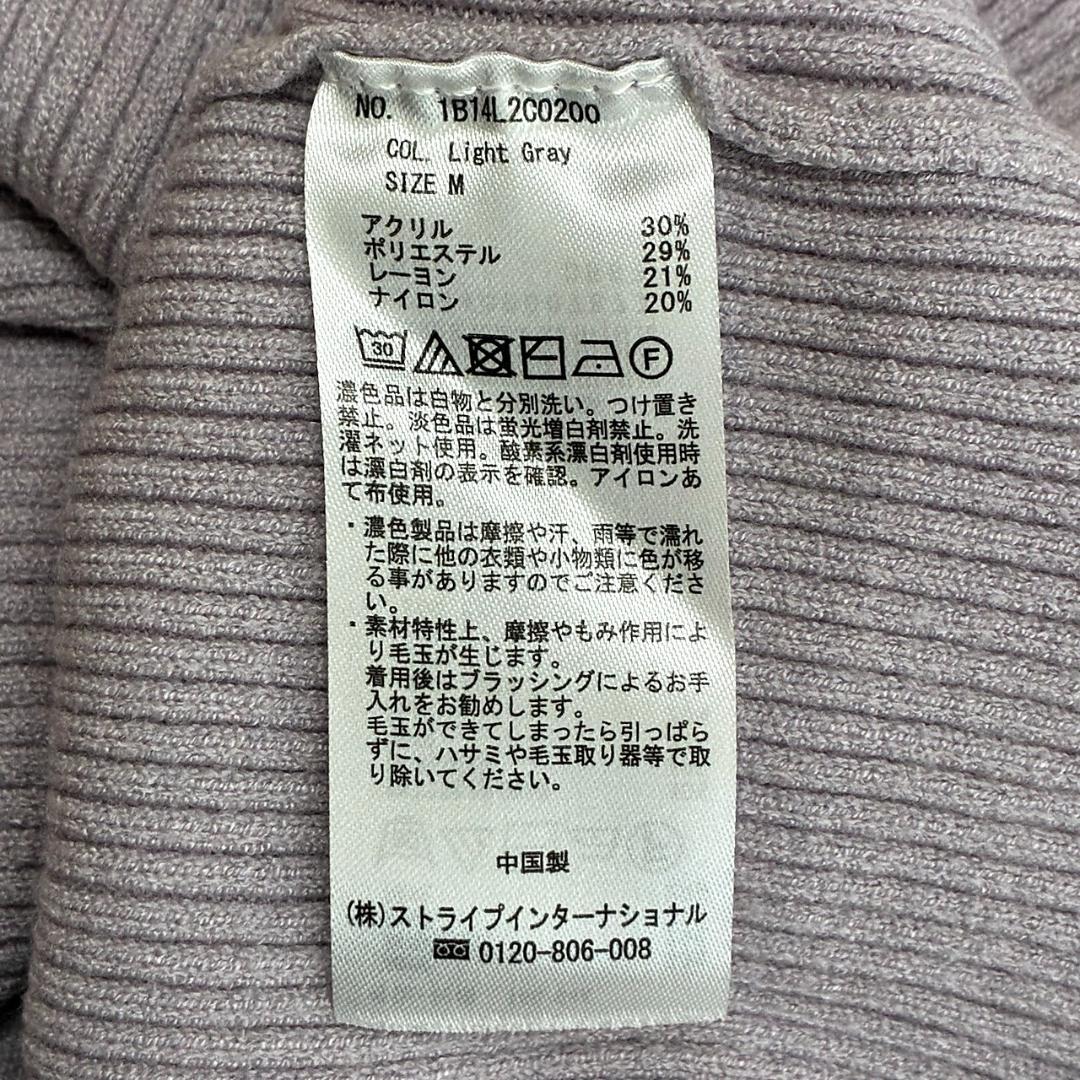 NO. 1B14L2C0200
COL. Light Gray
SIZE M
アクリル 30%
ポリエステル 29%
レーヨン 21%
ナイロン 20%
30 F
濃色品は白物と分別洗い。つけ置き
禁止。淡色品は蛍光増白剤禁止。洗
濯ネット使用。酸素系漂白剤使用時
は漂白剤の表示を確認。アイロンあ
て布使用。
・濃色製品は摩擦や汗、雨等で濡れ
た際に他の衣類や小物類に色が移
る事がありますのでご注意くださ
い。
・素材特性上、摩擦やもみ作用によ
り毛玉が生じます。
着用後はブラッシングによるお手
入れをお勧めします。
毛玉ができてしまったら引っぱら
ずに、ハサミや毛玉取り器等で取
り除いてください。
中国製
(株)ストライプインターナショナル
0120-806-008